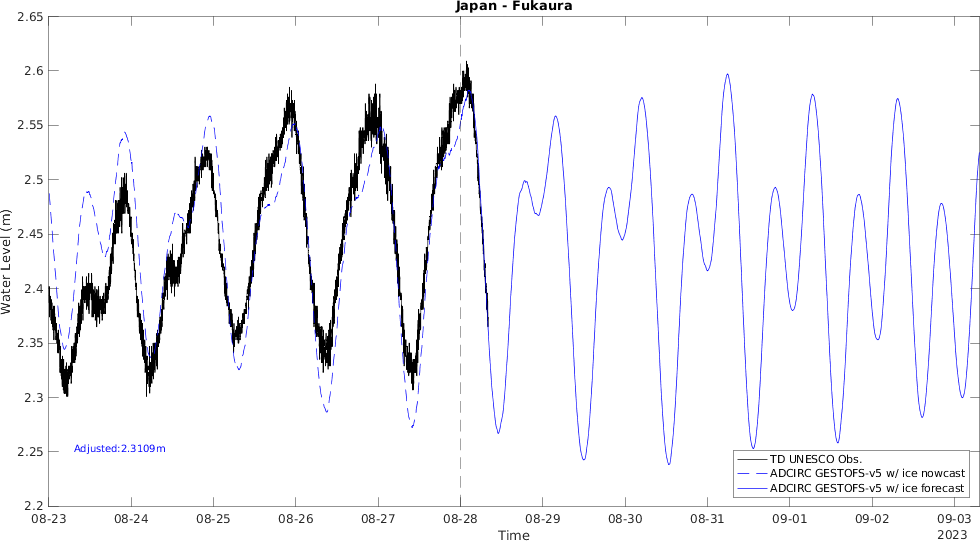 Japan - Fukaura
2.65
2.6
2.55
2.5
2.45
2.4
2.35
2.3
2.25
2.2
Water Level (m)
Adjusted:2.3109m
TD UNESCO Obs.
ADCIRC GESTOFS-v5 w/ ice nowcast
ADCIRC GESTOFS-v5 w/ ice forecast
08-23 08-24 08-25 08-26 08-27 08-28 08-29 08-30 08-31 09-01 09-02 09-03
Time
2023